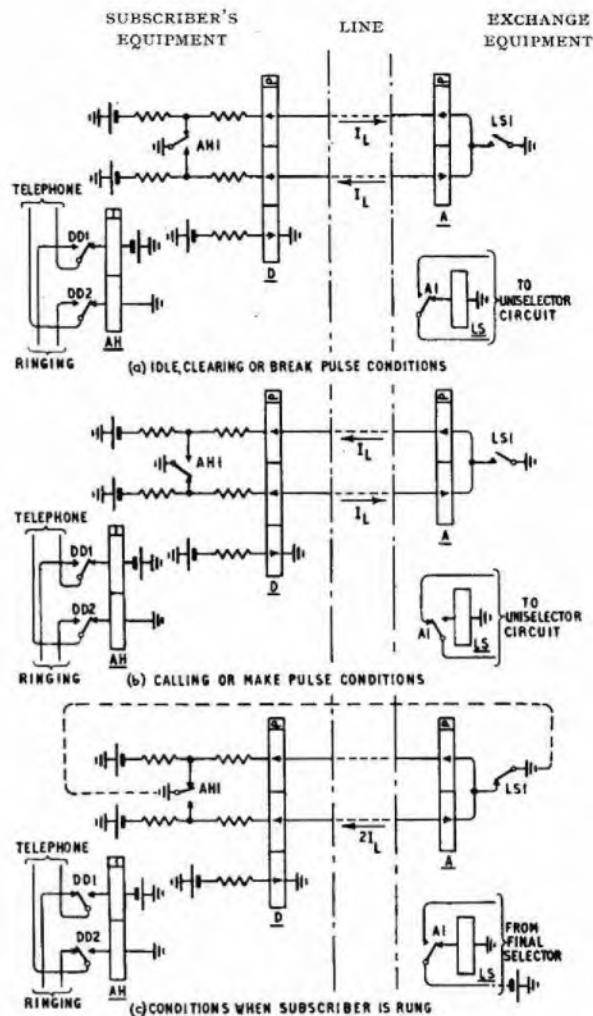 SUBSCRIBER'S EQUIPMENT
LINE
EXCHANGE EQUIPMENT
P
P
AH1
I_L
I_L
LS1
A
TELEPHONE
DD1
I
DD2
D
AH
RINGING
A1
LS
TO UNISELECTOR CIRCUIT
(a) IDLE, CLEARING OR BREAK PULSE CONDITIONS
P
P
AH1
I_L
I_L
LS1
A
TELEPHONE
DD1
I
DD2
D
AH
RINGING
A1
LS
TO UNISELECTOR CIRCUIT
(b) CALLING OR MAKE PULSE CONDITIONS
P
P
AH1
LS1
2I_L
A
TELEPHONE
DD1
I
DD2
D
AH
RINGING
A1
LS
FROM FINAL SELECTOR
(c) CONDITIONS WHEN SUBSCRIBER IS RUNG